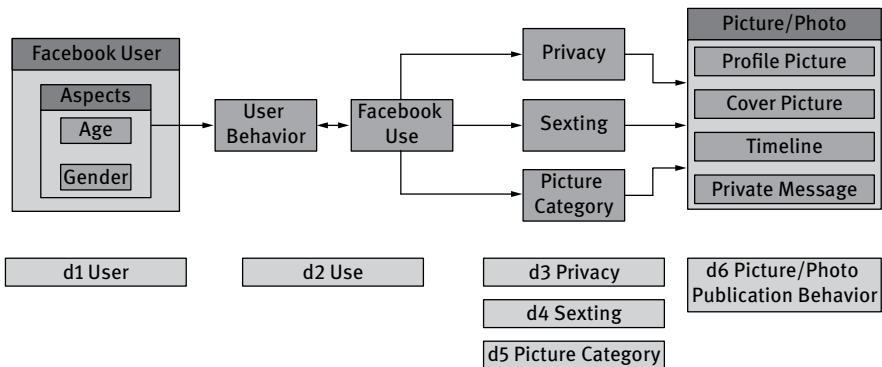 Facebook User
Aspects
Age
Gender
User
Behavior
Facebook
Use
Privacy
Sexting
Picture
Category
Picture/Photo
Profile Picture
Cover Picture
Timeline
Private Message
d1 User
d2 Use
d3 Privacy
d4 Sexting
d5 Picture Category
d6 Picture/Photo
Publication Behavior